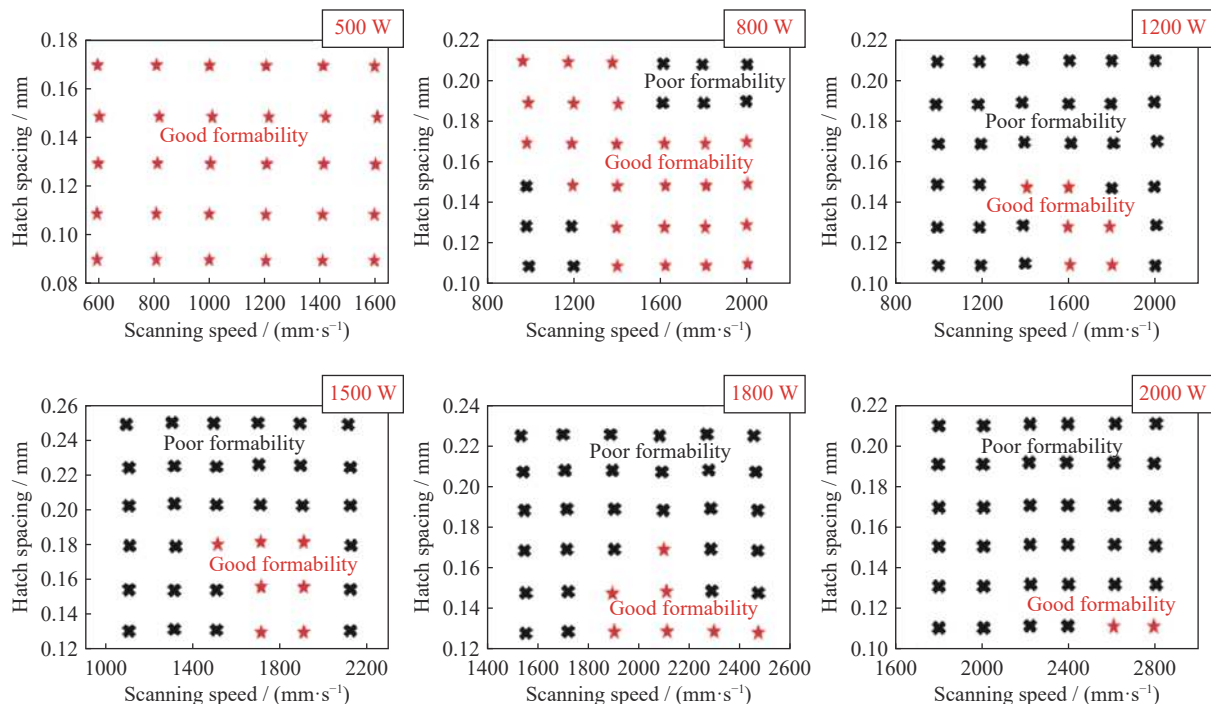 500 W
0.18
0.16
0.14
0.12
0.10
0.08
Hatch spacing / mm
Good formability
600
800
1000
1200
1400
1600
Scanning speed / (mm·s⁻¹)
800 W
0.22
0.20
0.18
0.16
0.14
0.12
0.10
Hatch spacing / mm
Poor formability
Good formability
800
1200
1600
2000
Scanning speed / (mm·s⁻¹)
1200 W
0.22
0.20
0.18
0.16
0.14
0.12
0.10
Hatch spacing / mm
Poor formability
Good formability
800
1200
1600
2000
Scanning speed / (mm·s⁻¹)
1500 W
0.26
0.24
0.22
0.20
0.18
0.16
0.14
0.12
Hatch spacing / mm
Poor formability
Good formability
1000
1400
1800
2200
Scanning speed / (mm·s⁻¹)
1800 W
0.24
0.22
0.20
0.18
0.16
0.14
0.12
Hatch spacing / mm
Poor formability
Good formability
1400
1600
1800
2000
2200
2400
2600
Scanning speed / (mm·s⁻¹)
2000 W
0.22
0.20
0.18
0.16
0.14
0.12
0.10
Hatch spacing / mm
Poor formability
Good formability
1600
2000
2400
2800
Scanning speed / (mm·s⁻¹)